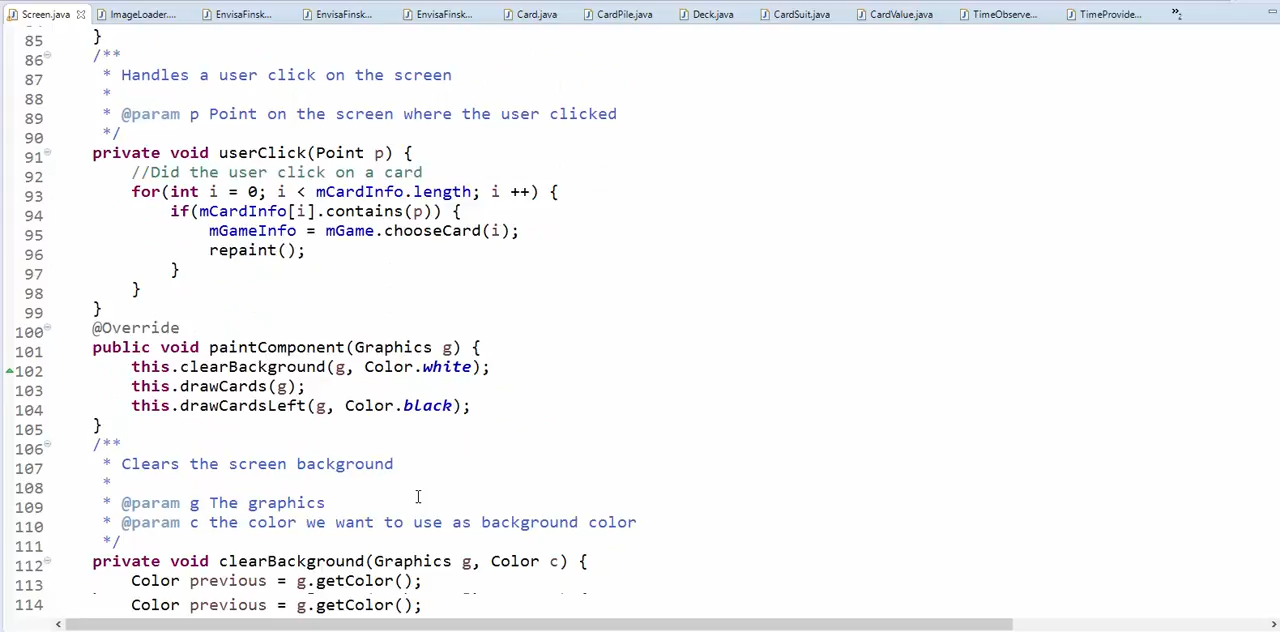 Screen.java ImageLoader.... EnvisaFinsk... EnvisaFinsk... EnvisaFinsk... Card.java CardPile.java Deck.java CardSuit.java CardValue.java TimeObserve... TimeProvide... 2
85 }
86 /**
87 * Handles a user click on the screen
88 *
89 * @param p Point on the screen where the user clicked
90 */
91 private void userClick(Point p) {
92 //Did the user click on a card
93 for(int i = 0; i < mCardInfo.length; i ++) {
94 if(mCardInfo[i].contains(p)) {
95 mGameInfo = mGame.chooseCard(i);
96 repaint();
97 }
98 }
99 }
100 @Override
101 public void paintComponent(Graphics g) {
102 this.clearBackground(g, Color.white);
103 this.drawCards(g);
104 this.drawCardsLeft(g, Color.black);
105 }
106 /**
107 * Clears the screen background
108 *
109 * @param g The graphics
110 * @param c the color we want to use as background color
111 */
112 private void clearBackground(Graphics g, Color c) {
113 Color previous = g.getColor();
114 Color previous = g.getColor();